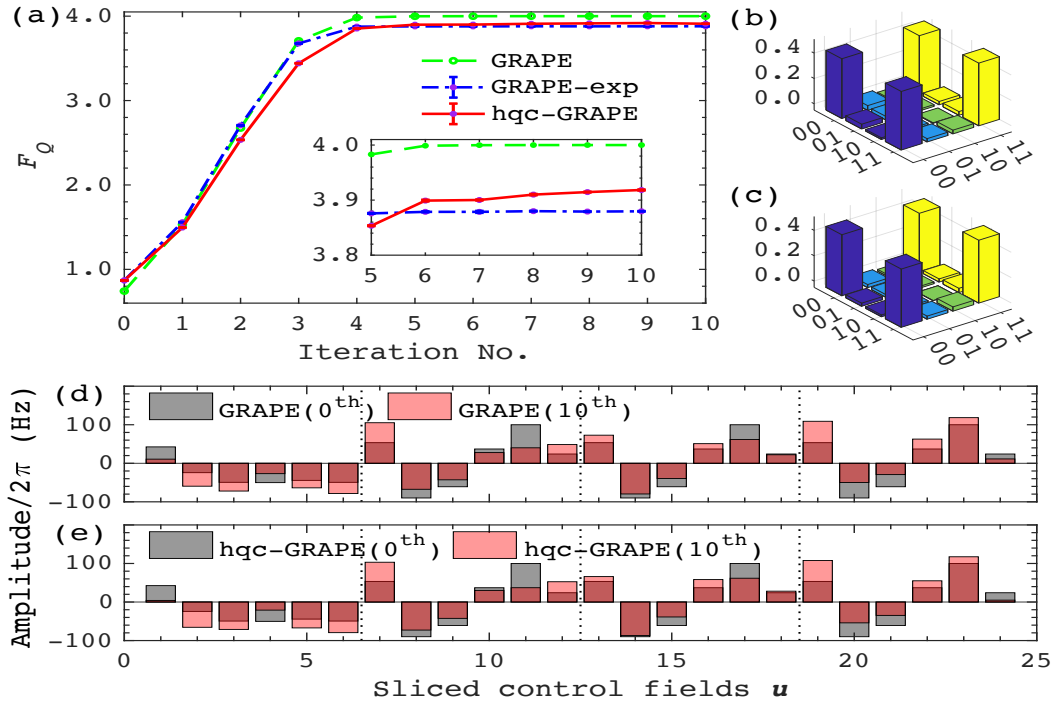 (a)
4.0
3.0
2.0
1.0
F_Q
GRAPE
GRAPE-exp
hqc-GRAPE
4.0
3.9
3.8
5 6 7 8 9 10
0 1 2 3 4 5 6 7 8 9 10
Iteration No.
(b)
0.4
0.2
0.0
00 01 10 11
00 01 10 11
(c)
0.4
0.2
0.0
00 01 10 11
00 01 10 11
Amplitude/2π (Hz)
(d)
GRAPE(0th) GRAPE(10th)
100
0
-100
(e)
hqc-GRAPE(0th) hqc-GRAPE(10th)
100
0
-100
0 5 10 15 20 25
Sliced control fields u